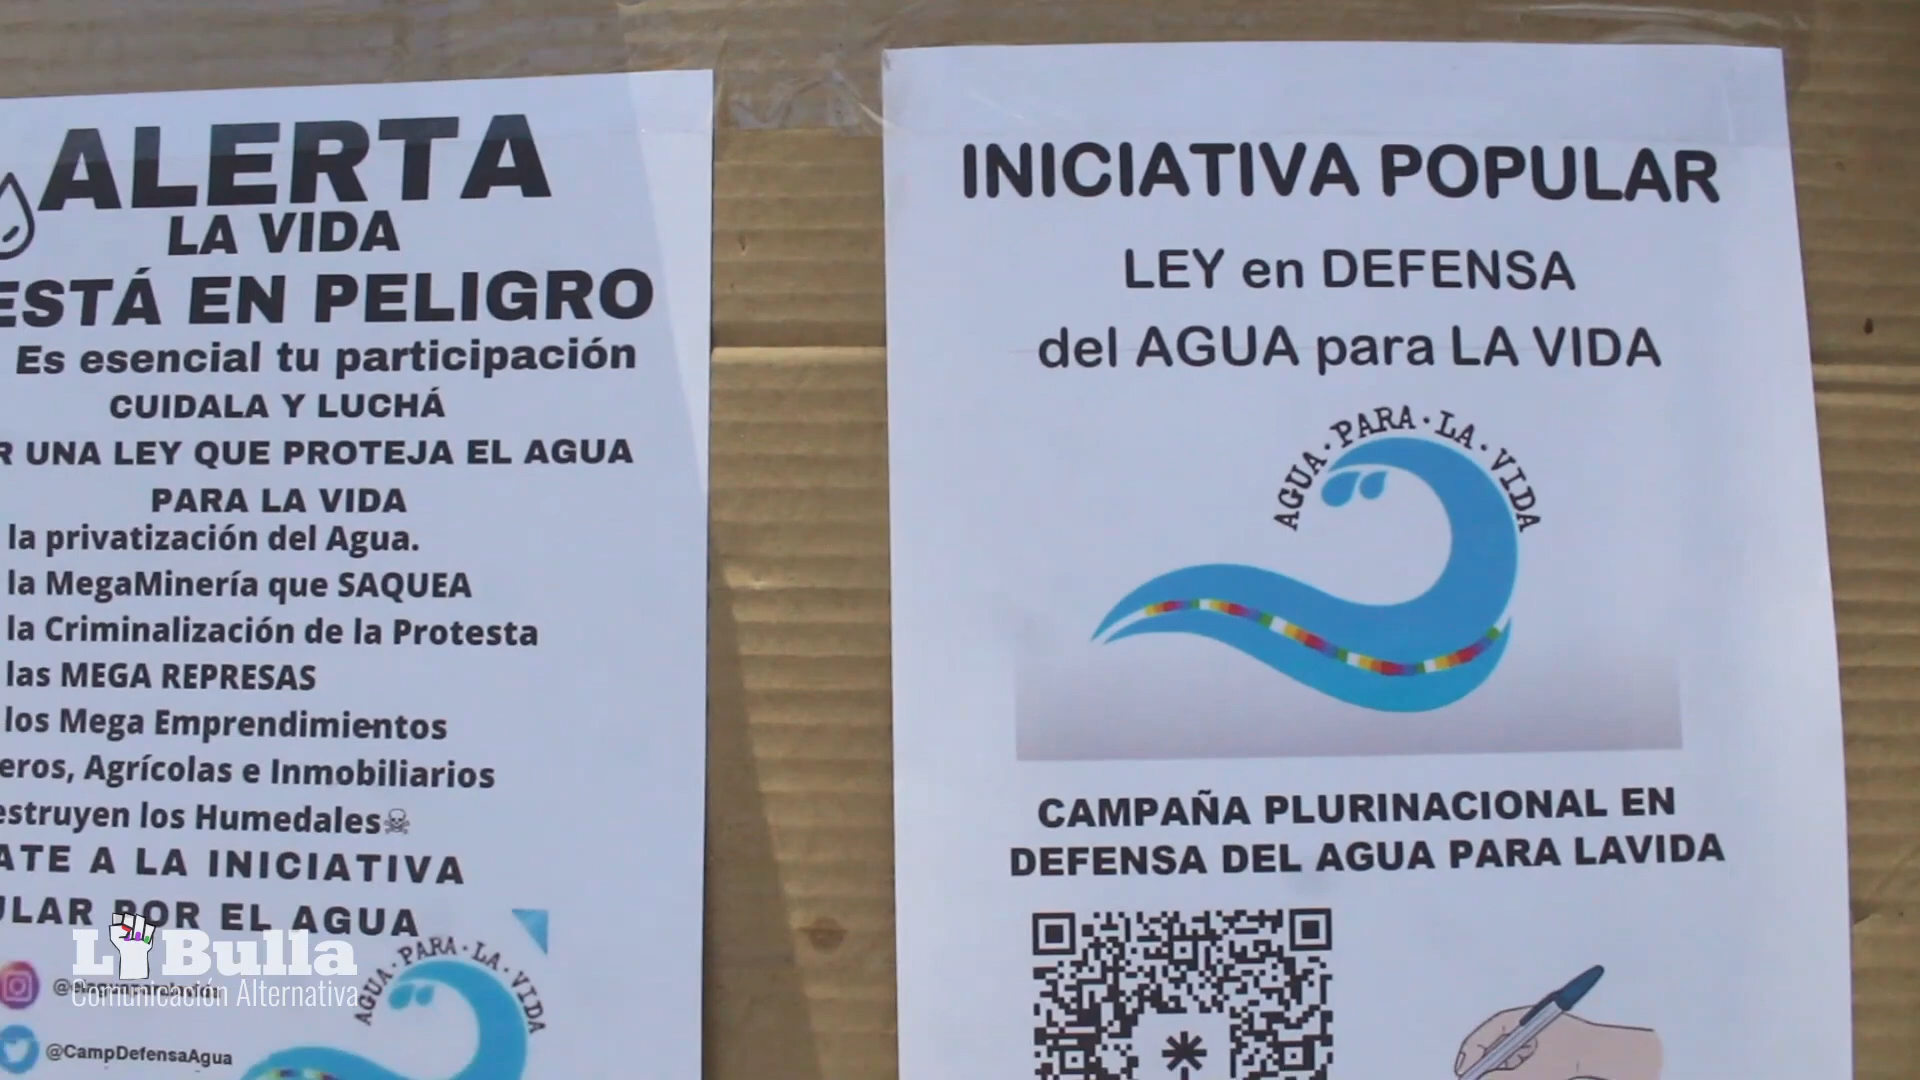 ALERTA
LA VIDA
ESTÁ EN PELIGRO
Es esencial tu participación
CUIDALA Y LUCHÁ
R UNA LEY QUE PROTEJA EL AGUA
PARA LA VIDA
la privatización del Agua.
la MegaMinería que SAQUEA
la Criminalización de la Protesta
las MEGA REPRESAS
los Mega Emprendimientos
eros, Agrícolas e Inmobiliarios
estruyen los Humedales
ATE A LA INICIATIVA
ULAR POR EL AGUA
AGUA·PARA·LA·VIDA
@CampDefensaAgua
INICIATIVA POPULAR
LEY en DEFENSA
del AGUA para LA VIDA
AGUA·PARA·LA·VIDA
CAMPAÑA PLURINACIONAL EN
DEFENSA DEL AGUA PARA LAVIDA
La Bulla
Comunicación Alternativa